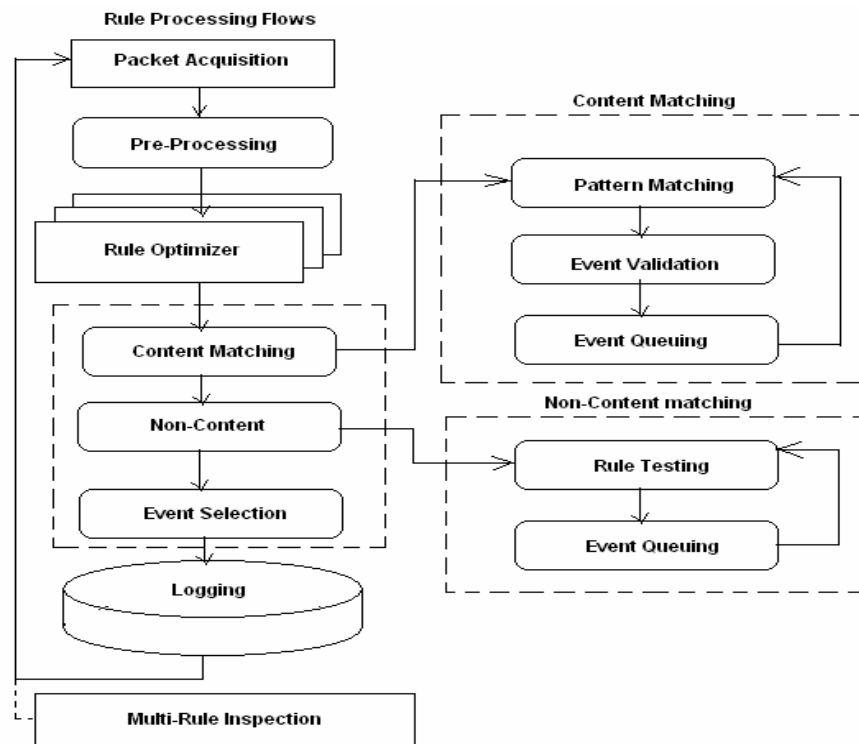 Rule Processing Flows
Packet Acquisition
Pre-Processing
Rule Optimizer
Content Matching
Non-Content
Event Selection
Logging
Multi-Rule Inspection
Content Matching
Pattern Matching
Event Validation
Event Queuing
Non-Content matching
Rule Testing
Event Queuing